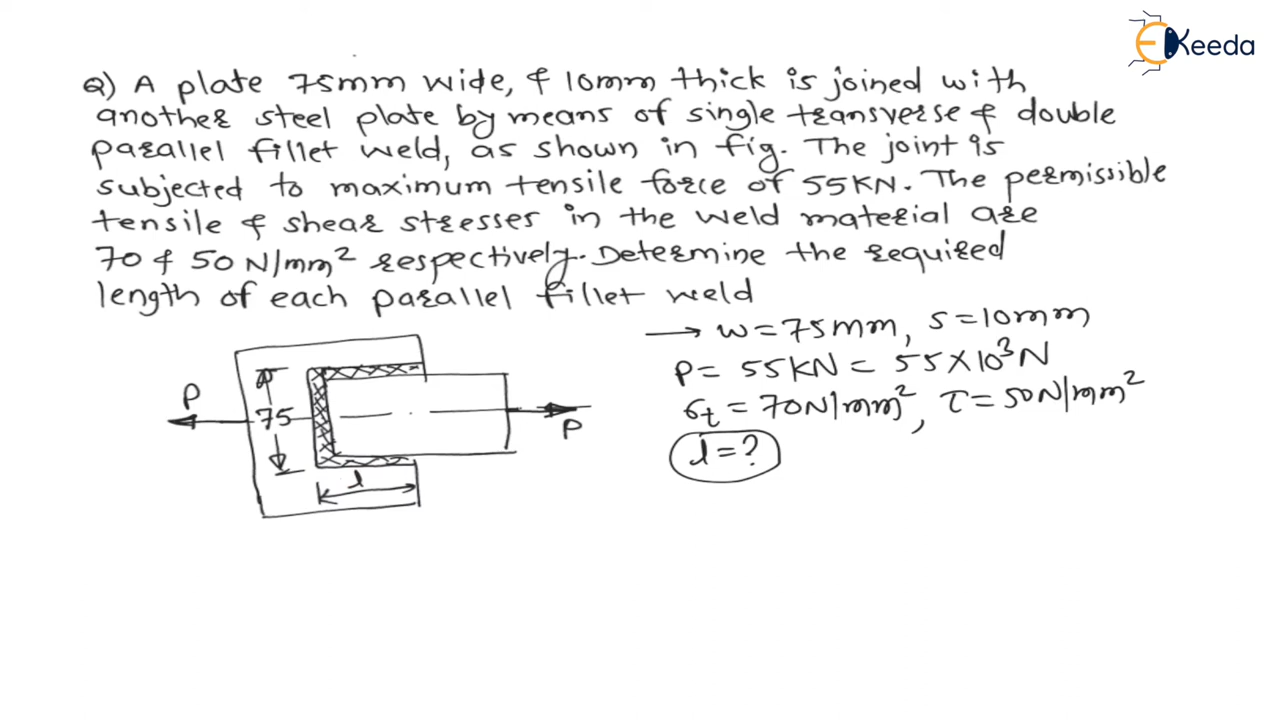 Keeda
Q) A plate 75mm wide, & 10mm thick is joined with
another steel plate by means of single transverse & double
parallel fillet weld, as shown in fig. The joint is
subjected to maximum tensile force of 55KN. The permissible
tensile & shear stresses in the weld material are
70 & 50 N/mm² respectively. Determine the required
length of each parallel fillet weld
→ w = 75mm, s = 10mm
P = 55KN = 55×10³N
σt = 70N/mm², τ = 50N/mm²
l = ?
P
75
P
l